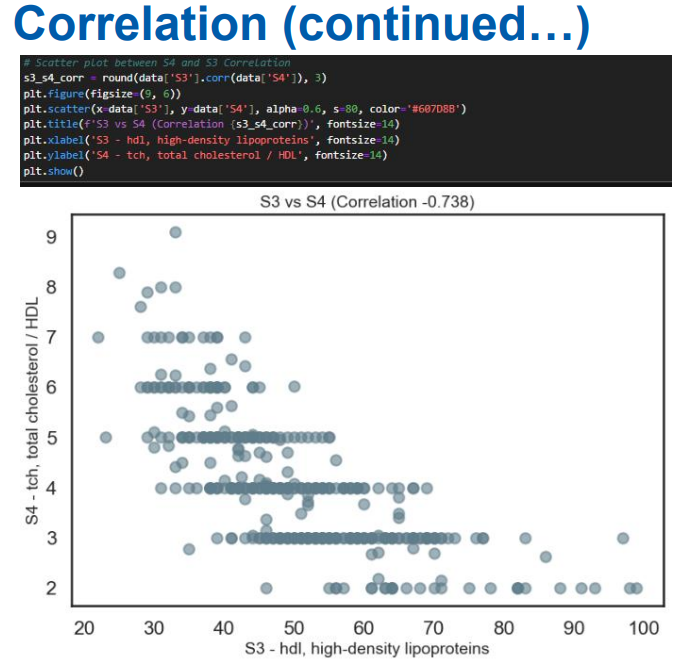 Correlation (continued…)
# Scatter plot between S4 and S3 Correlation
s3_s4_corr = round(data['S3'].corr(data['S4']), 3)
plt.figure(figsize=(9, 6))
plt.scatter(x=data['S3'], y=data['S4'], alpha=0.6, s=80, color='#607D8B')
plt.title(f'S3 vs S4 (Correlation {s3_s4_corr})', fontsize=14)
plt.xlabel('S3 - hdl, high-density lipoproteins', fontsize=14)
plt.ylabel('S4 - tch, total cholesterol / HDL', fontsize=14)
plt.show()
S3 vs S4 (Correlation -0.738)
S4 - tch, total cholesterol / HDL
9
8
7
6
5
4
3
2
20 30 40 50 60 70 80 90 100
S3 - hdl, high-density lipoproteins